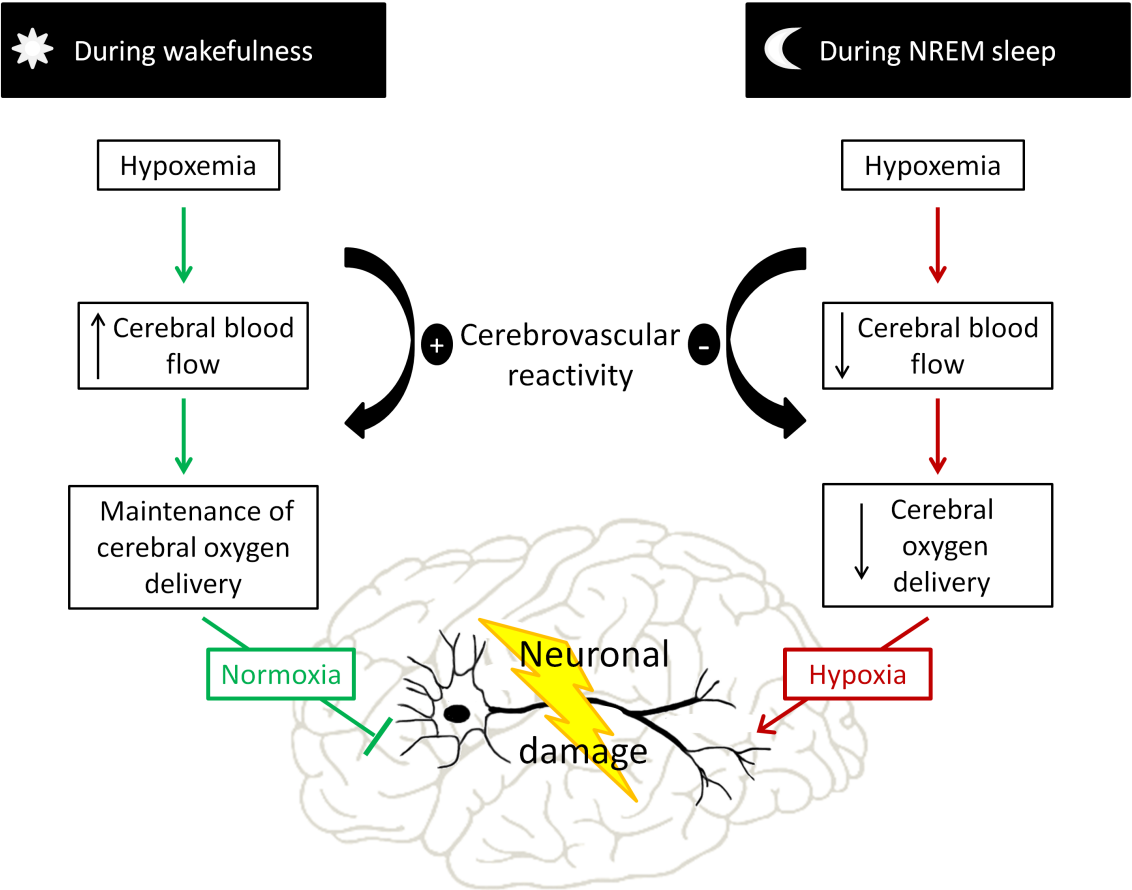 During wakefulness
During NREM sleep
Hypoxemia
Hypoxemia
Cerebral blood
flow
+
Cerebrovascular
reactivity
-
Cerebral blood
flow
Maintenance of
cerebral oxygen
delivery
Cerebral
oxygen
delivery
Normoxia
Neuronal
damage
Hypoxia